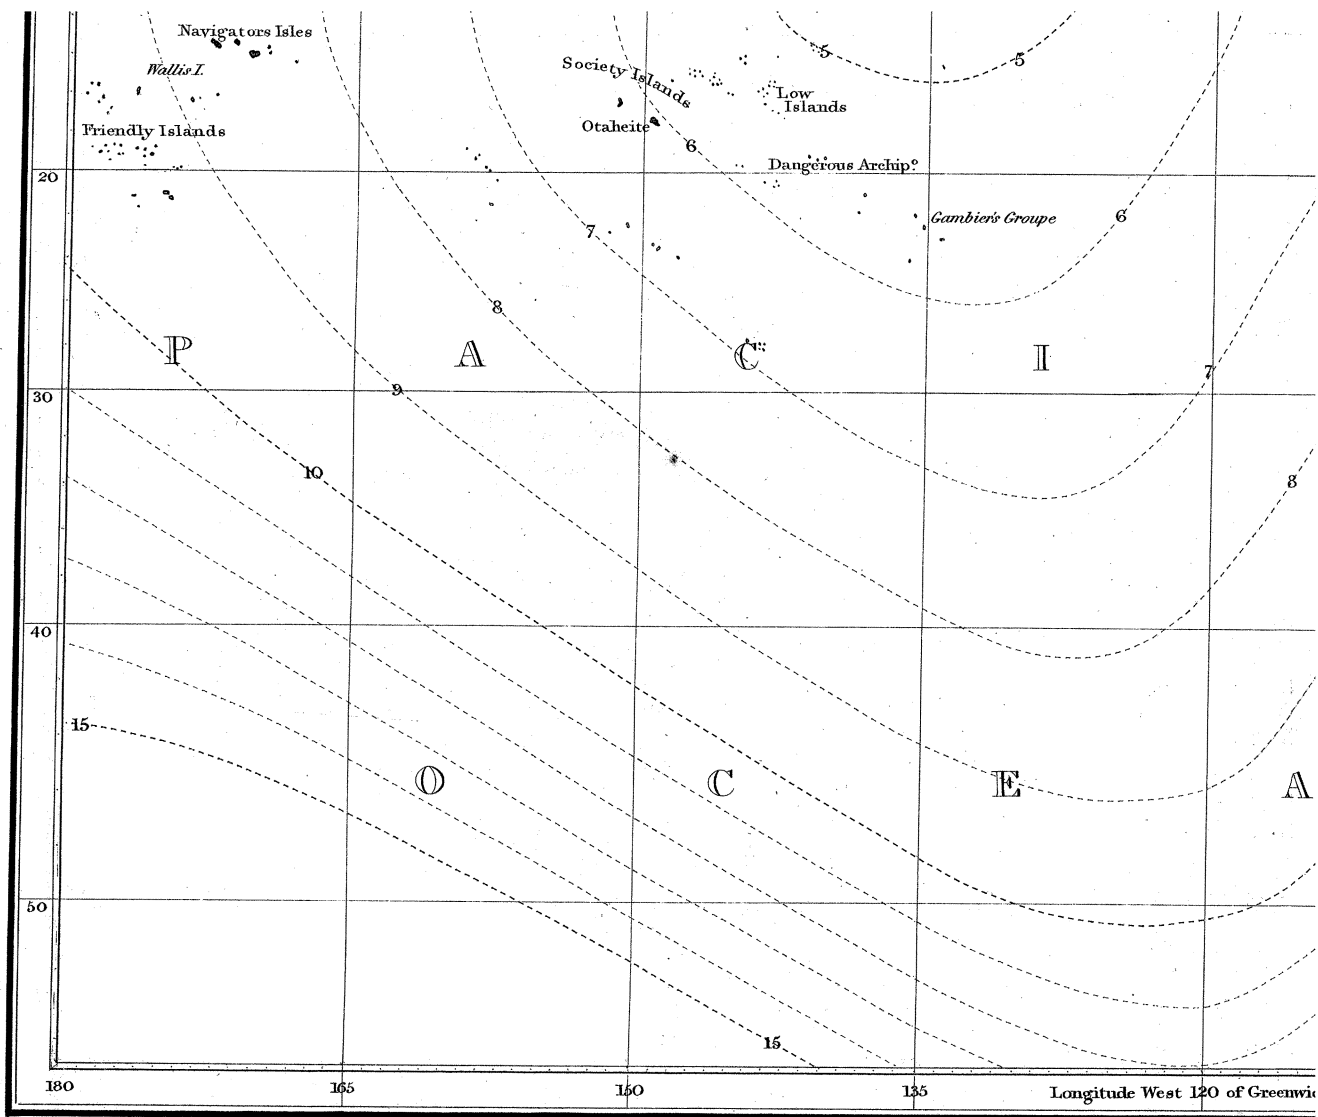 Navigators Isles
Wallis I.
Friendly Islands
Society Islands
Otaheite
Low
Islands
Dangerous Archip.º
Gambier's Groupe
5
5
6
6
20
7
8
P A C I
7
30
9
10
8
8
40
15
O C E A
50
15
180 165 150 135 Longitude West 120 of Greenwic